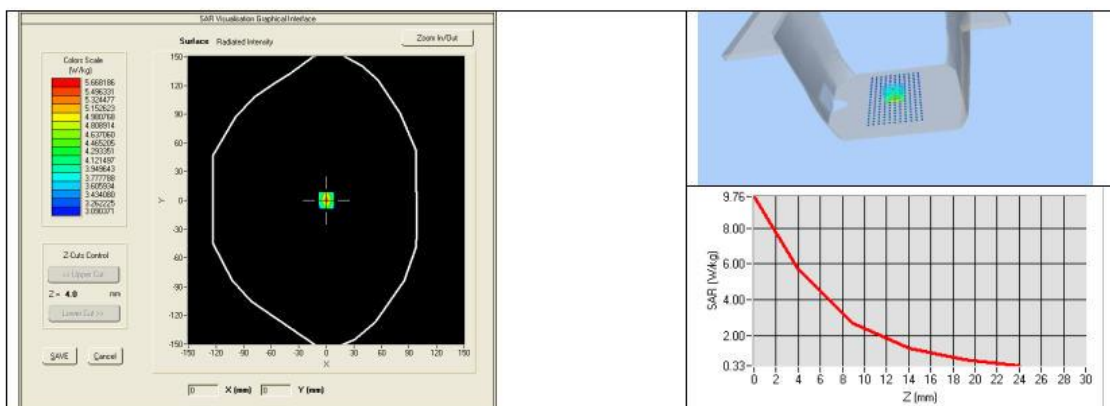 SAR Visualisation Graphical Interface
Surface Radiated Intensity
Zoom In/Out
Colors Scale
(W/kg)
5.668186
5.496331
5.324477
5.152623
4.980768
4.808914
4.637060
4.465205
4.293351
4.121497
3.949643
3.777788
3.605934
3.434080
3.262225
3.090371
Z-Cuts Control
<< Upper Cut
Z = 4.0 mm
Lower Cut >>
SAVE Cancel
150
120
90
60
30
0
-30
-60
-90
-120
-150
Y
-150 -120 -90 -60 -30 0 30 60 90 120 150
X
0 X (mm) 0 Y (mm)
9.76
8.00
6.00
4.00
2.00
0.33
SAR (W/kg)
0 2 4 6 8 10 12 14 16 18 20 22 24 26 28 30
Z (mm)